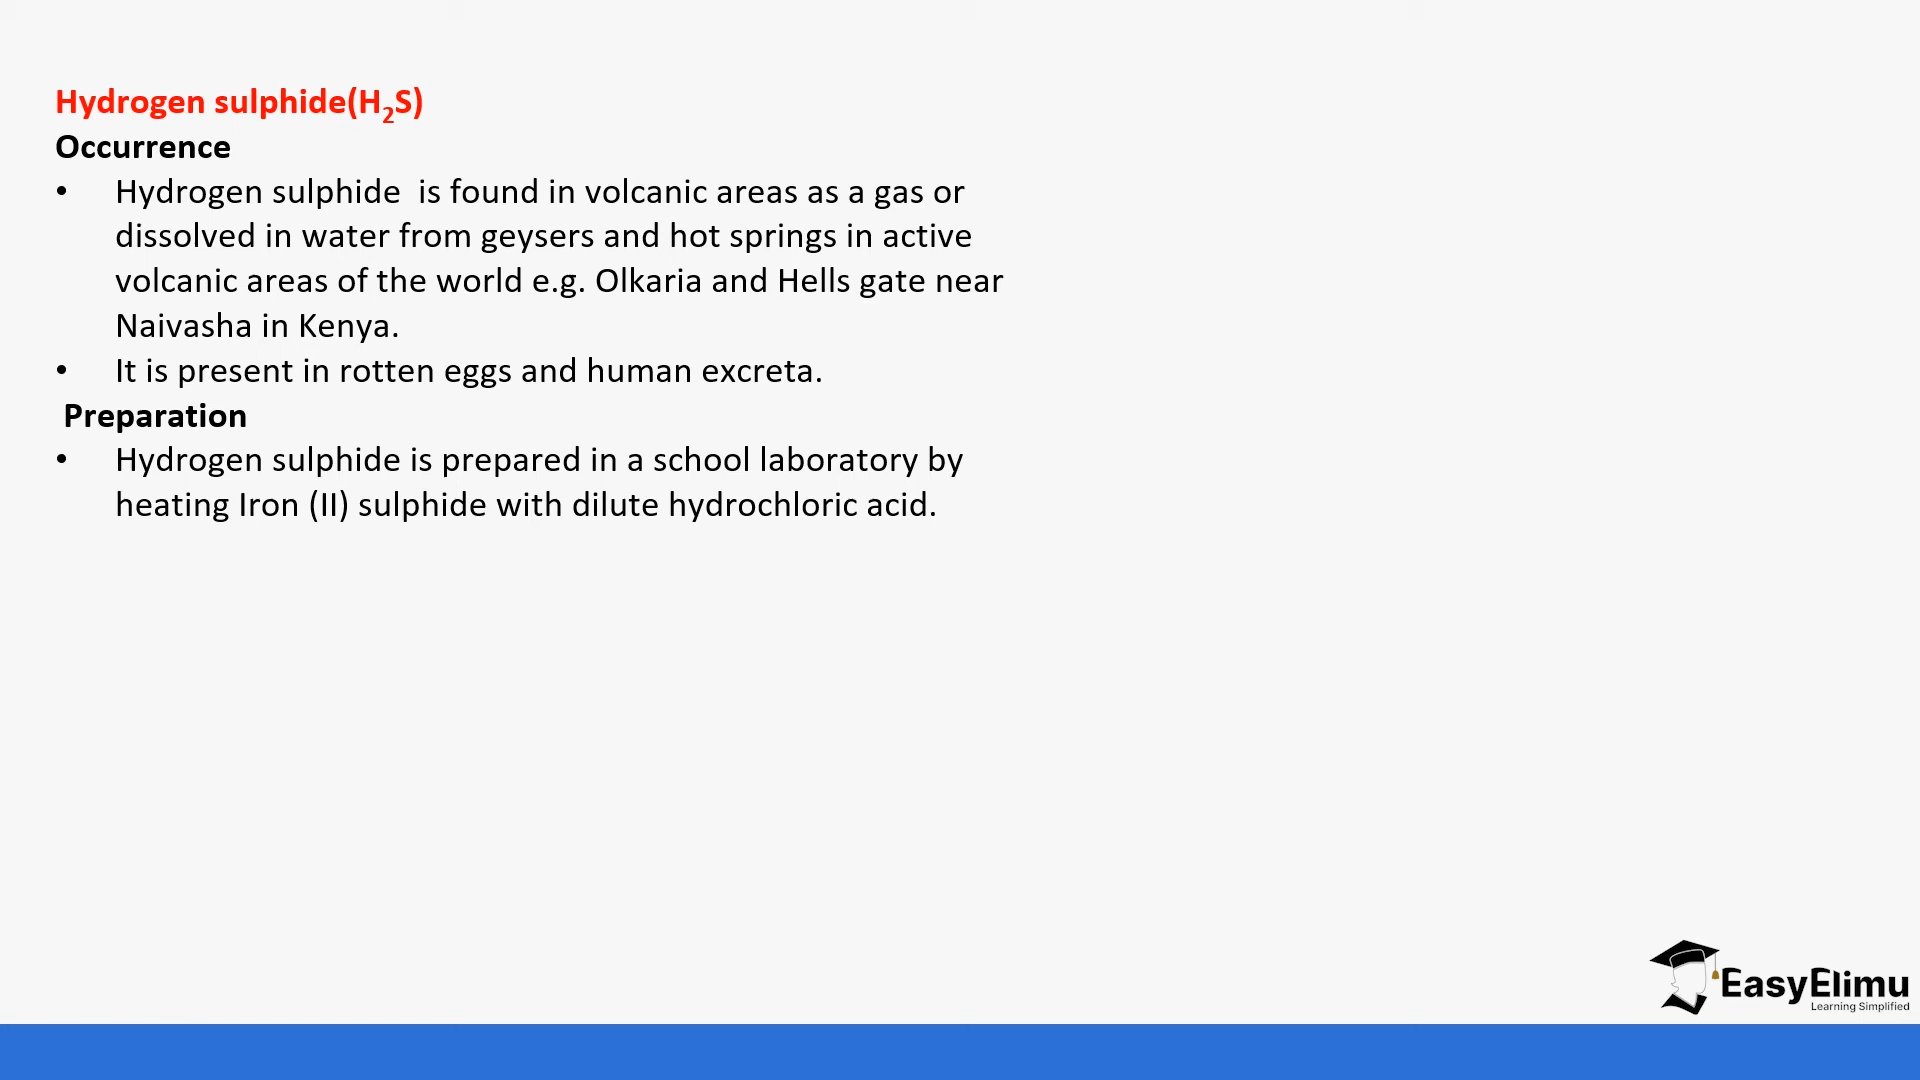 Hydrogen sulphide(H₂S)
Occurrence
• Hydrogen sulphide  is found in volcanic areas as a gas or
dissolved in water from geysers and hot springs in active
volcanic areas of the world e.g. Olkaria and Hells gate near
Naivasha in Kenya.
• It is present in rotten eggs and human excreta.
Preparation
• Hydrogen sulphide is prepared in a school laboratory by
heating Iron (II) sulphide with dilute hydrochloric acid.
EasyElimu
Learning Simplified